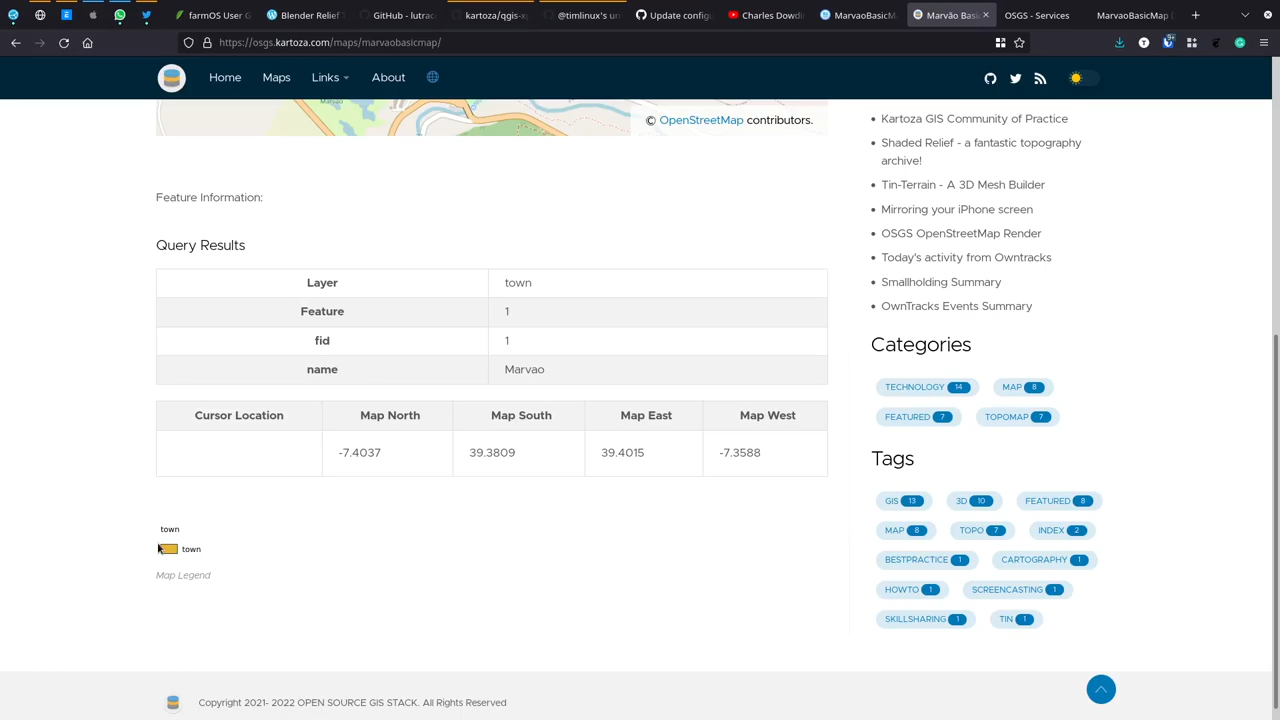 farmOS User G
Blender Relief
GitHub - lutrac
kartoza/qgis-x
@timlinux's un
Update config
Charles Dowdi
MarvaoBasicM
Marvão Basi
OSGS - Services
MarvaoBasicMap (
https://osgs.kartoza.com/maps/marvaobasicmap/
Home
Maps
Links
About
Marvão
© OpenStreetMap contributors.
Feature Information:
Query Results
Layer town
Feature 1
fid 1
name Marvao
Cursor Location Map North Map South Map East Map West
-7.4037 39.3809 39.4015 -7.3588
town
town
Map Legend
Kartoza GIS Community of Practice
Shaded Relief - a fantastic topography
archive!
Tin-Terrain - A 3D Mesh Builder
Mirroring your iPhone screen
OSGS OpenStreetMap Render
Today's activity from Owntracks
Smallholding Summary
OwnTracks Events Summary
Categories
TECHNOLOGY 14 MAP 8
FEATURED 7 TOPOMAP 7
Tags
GIS 13 3D 10 FEATURED 8
MAP 8 TOPO 7 INDEX 2
BESTPRACTICE 1 CARTOGRAPHY 1
HOWTO 1 SCREENCASTING 1
SKILLSHARING 1 TIN 1
Copyright 2021- 2022 OPEN SOURCE GIS STACK. All Rights Reserved